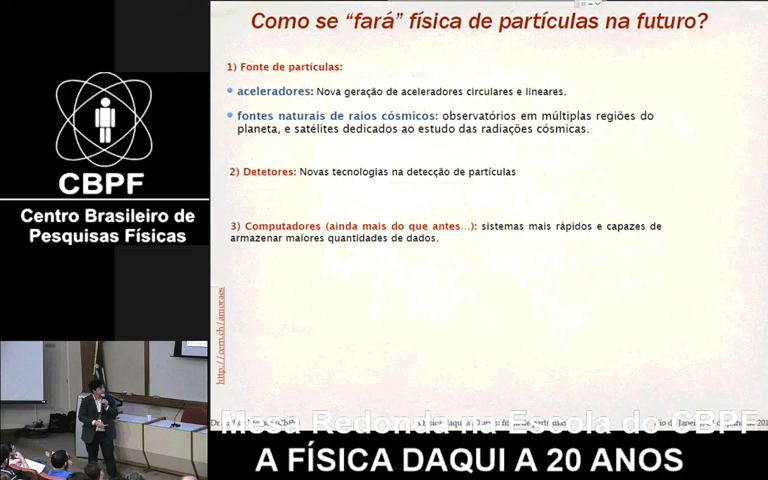 Como se “fará” física de partículas na futuro?
1) Fonte de partículas:
aceleradores: Nova geração de aceleradores circulares e lineares.
fontes naturais de raios cósmicos: observatórios em múltiplas regiões do
planeta, e satélites dedicados ao estudo das radiações cósmicas.
2) Detetores: Novas tecnologias na detecção de partículas
3) Computadores (ainda mais do que antes...): sistemas mais rápidos e capazes de
armazenar maiores quantidades de dados.
http://cern.ch/amoraes
CBPF
Centro Brasileiro de
Pesquisas Físicas
Mesa Redonda na Escola do CBPF
A FÍSICA DAQUI A 20 ANOS